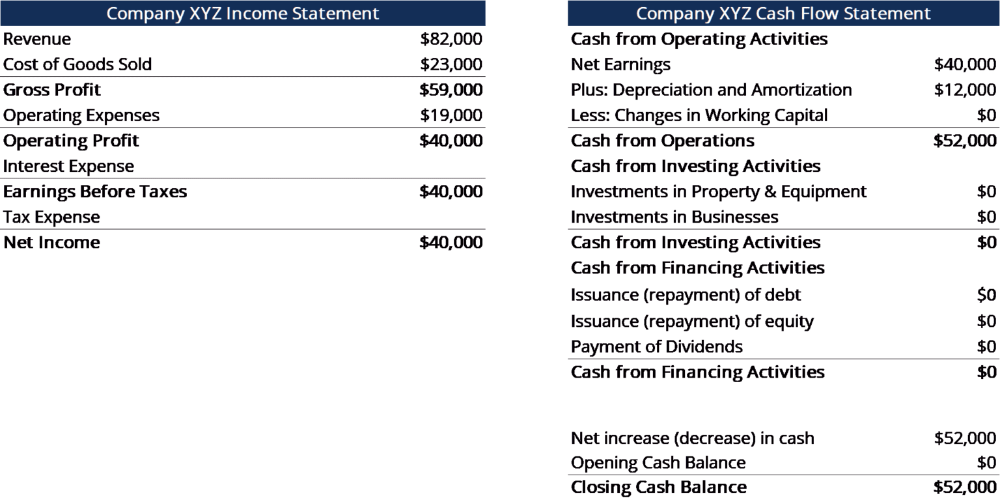 Company XYZ Income Statement
Revenue $82,000
Cost of Goods Sold $23,000
Gross Profit $59,000
Operating Expenses $19,000
Operating Profit $40,000
Interest Expense
Earnings Before Taxes $40,000
Tax Expense
Net Income $40,000
Company XYZ Cash Flow Statement
Cash from Operating Activities
Net Earnings $40,000
Plus: Depreciation and Amortization $12,000
Less: Changes in Working Capital $0
Cash from Operations $52,000
Cash from Investing Activities
Investments in Property & Equipment $0
Investments in Businesses $0
Cash from Investing Activities $0
Cash from Financing Activities
Issuance (repayment) of debt $0
Issuance (repayment) of equity $0
Payment of Dividends $0
Cash from Financing Activities $0
Net increase (decrease) in cash $52,000
Opening Cash Balance $0
Closing Cash Balance $52,000